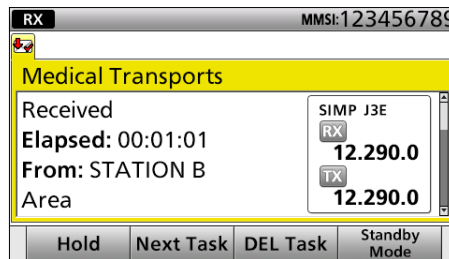 RX MMSI:123456789
Medical Transports
Received
Elapsed: 00:01:01
From: STATION B
Area
SIMP J3E
RX
12.290.0
TX
12.290.0
Hold Next Task DEL Task Standby Mode